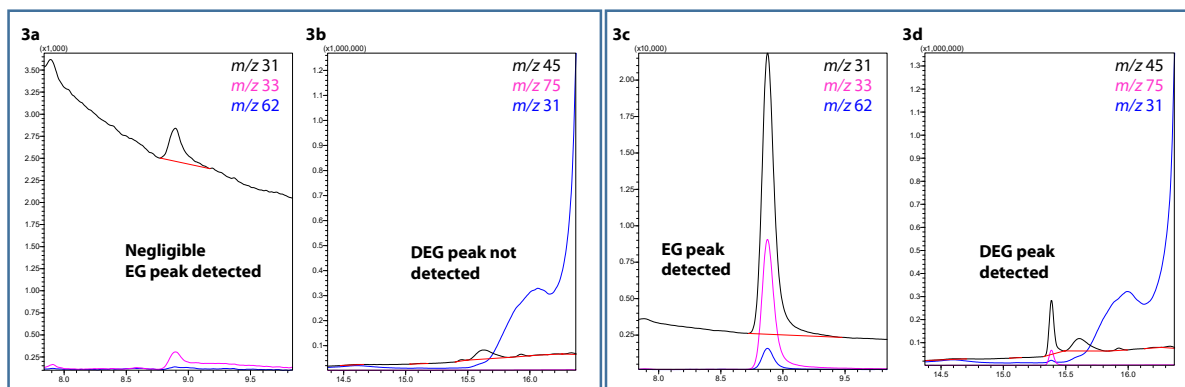 3a
(x1,000)
m/z 31
m/z 33
m/z 62
3.50
3.25
3.00
2.75
2.50
2.25
2.00
1.75
1.50
1.25
1.00
0.75
0.50
0.25
Negligible
EG peak detected
8.0 8.5 9.0 9.5
3b
(x1,000,000)
m/z 45
m/z 75
m/z 31
1.2
1.1
1.0
0.9
0.8
0.7
0.6
0.5
0.4
0.3
0.2
0.1
DEG peak not
detected
14.5 15.0 15.5 16.0
3c
(x10,000)
m/z 31
m/z 33
m/z 62
2.00
1.75
1.50
1.25
1.00
0.75
0.50
0.25
EG peak
detected
8.0 8.5 9.0 9.5
3d
(x1,000,000)
m/z 45
m/z 75
m/z 31
1.3
1.2
1.1
1.0
0.9
0.8
0.7
0.6
0.5
0.4
0.3
0.2
0.1
DEG peak
detected
14.5 15.0 15.5 16.0